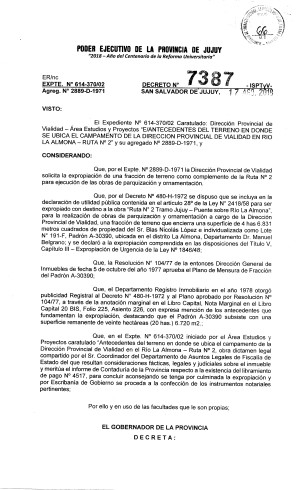 PODER EJECUTIVO DE LA PROVINCIA DE JUJUY
"2018 – Año del Centenario de la Reforma Universitaria"
ER/nc
EXPTE. Nº 614-370/02
Agreg. Nº 2889-D-1971
DECRETO Nº 7387 -ISPTyV-
SAN SALVADOR DE JUJUY, 17 AGO. 2018
VISTO:
El Expediente Nº 614-370/02 Caratulado: Dirección Provincial de
Vialidad – Área Estudios y Proyectos "E/ANTECEDENTES DEL TERRENO EN DONDE
SE UBICA EL CAMPAMENTO DE LA DIRECCIÓN PROVINCIAL DE VIALIDAD EN RIO
LA ALMONA – RUTA Nº 2" y su agregado Nº 2889-D-1971, y
CONSIDERANDO:
Que, por el Expte. Nº 2889-D-1971 la Dirección Provincial de Vialidad
solicita la expropiación de una fracción de terreno como complemento de la Ruta Nº
2 para ejecución de las obras de parquización y ornamentación.
Que, por el Decreto Nº 480-H-1972 se dispuso que se incluya en la
declaración de utilidad pública contenida en el artículo 28º de la Ley Nº 2418/58 para ser
expropiado con destino a la obra "Ruta Nº 2 Tramo Jujuy – Puente sobre Río La Almona",
para la realización de obras de parquización y ornamentación a cargo de la Dirección
Provincial de Vialidad, una fracción de terreno que encierra una superficie de 4 has 6.831
metros cuadrados de propiedad del Sr. Blas Nicolás López e individualizada como Lote
Nº 191-F, Padrón A-30390, ubicada en el distrito La Almona, Departamento Dr. Manuel
Belgrano; y se declaró a la expropiación comprendida en las disposiciones del Título V,
Capítulo III – Expropiación de Urgencia de la Ley Nº 1848/48;
Que, la Resolución Nº 104/77 de la entonces Dirección General de
Inmuebles de fecha 5 de octubre del año 1977 aprueba el Plano de Mensura de Fracción
del Padrón A-30390.
Que, el Departamento Registro Inmobiliario en el año 1978 otorgó
publicidad Registral al Decreto Nº 480-H-1972 y Plano aprobado por Resolución Nº
104/77, a través de la anotación marginal en el Libro Capital, Nota Marginal en el Libro
Capital 20 BIS, Folio 225, Asiento 226, con expresa mención de los antecedentes que
fundamentan la expropiación, destacando que el Padrón A-30390 subsiste con una
superficie remanente de veinte hectáreas (20 has.) 6.720 m2.;
Que, en el Expte. Nº 614-370/02 iniciado por el Área Estudios y
Proyectos caratulado "Antecedentes del terreno en donde se ubica el campamento de la
Dirección Provincial de Vialidad en el Río La Almona – Ruta Nº 2, obra dictamen legal
compartido por el Sr. Coordinador del Departamento de Asuntos Legales de Fiscalía de
Estado del que resultan consideraciones fácticas, legales y judiciales sobre el inmueble
y meritúa el informe de Contaduría de la Provincia respecto a la existencia del libramiento
de pago Nº 4517, para concluir aconsejando se tenga por culminada la expropiación y
por Escribanía de Gobierno se proceda a la confección de los instrumentos notariales
pertinentes;
Por ello y en uso de las facultades que le son propias;
EL GOBERNADOR DE LA PROVINCIA
D E C R E T A :